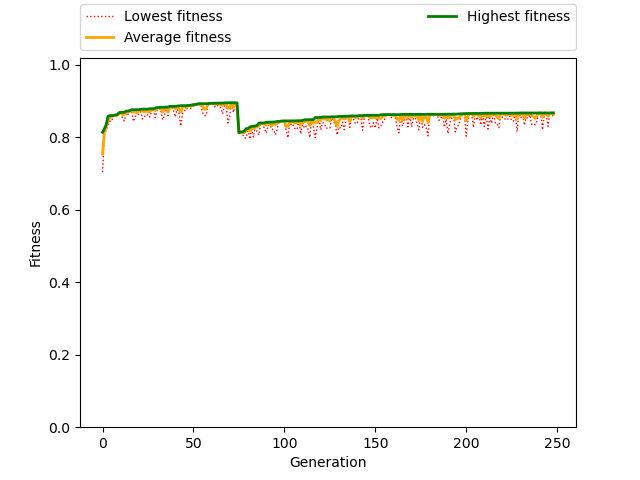 Lowest fitness
Average fitness
Highest fitness
1.0
0.8
0.6
0.4
0.2
0.0
Fitness
0 50 100 150 200 250
Generation